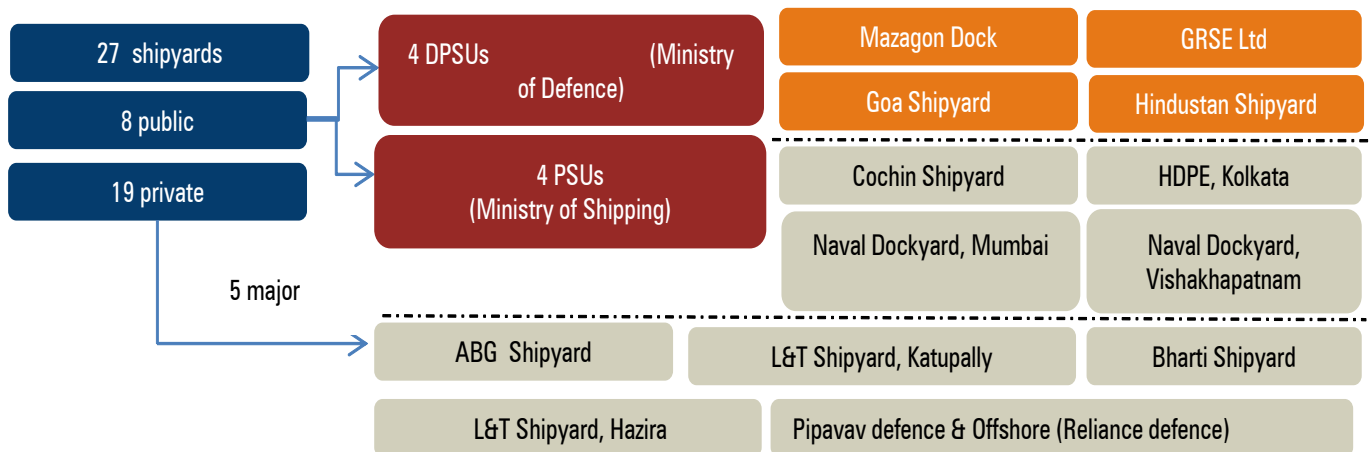 27 shipyards
8 public
19 private
5 major
4 DPSUs (Ministry
of Defence)
4 PSUs
(Ministry of Shipping)
Mazagon Dock
GRSE Ltd
Goa Shipyard
Hindustan Shipyard
Cochin Shipyard
HDPE, Kolkata
Naval Dockyard, Mumbai
Naval Dockyard,
Vishakhapatnam
ABG Shipyard
L&T Shipyard, Katupally
Bharti Shipyard
L&T Shipyard, Hazira
Pipavav defence & Offshore (Reliance defence)